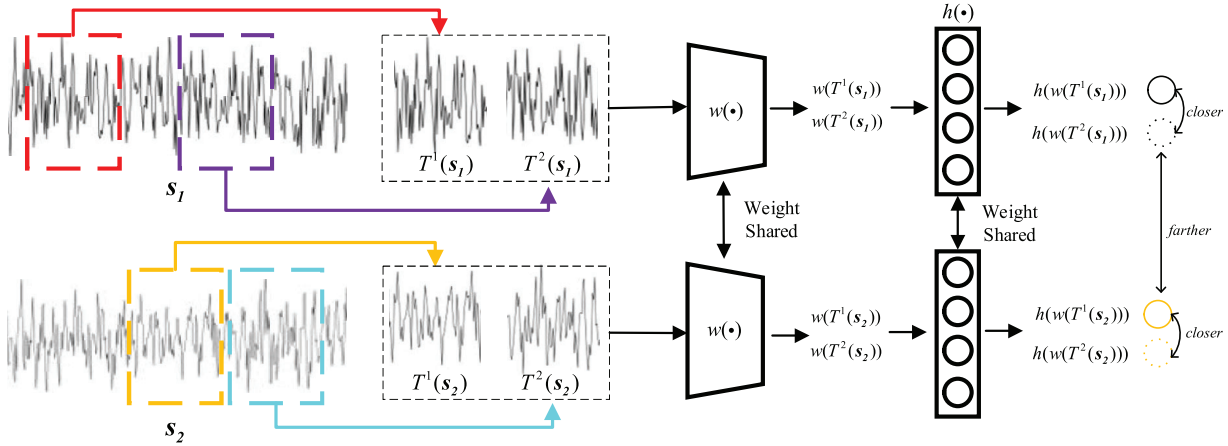 h(•)
T¹(s₁) T²(s₁)
s₁
w(•)
w(T¹(s₁))
w(T²(s₁))
h(w(T¹(s₁)))
h(w(T²(s₁)))
closer
Weight
Shared
Weight
Shared
farther
T¹(s₂) T²(s₂)
s₂
w(•)
w(T¹(s₂))
w(T²(s₂))
h(w(T¹(s₂)))
h(w(T²(s₂)))
closer